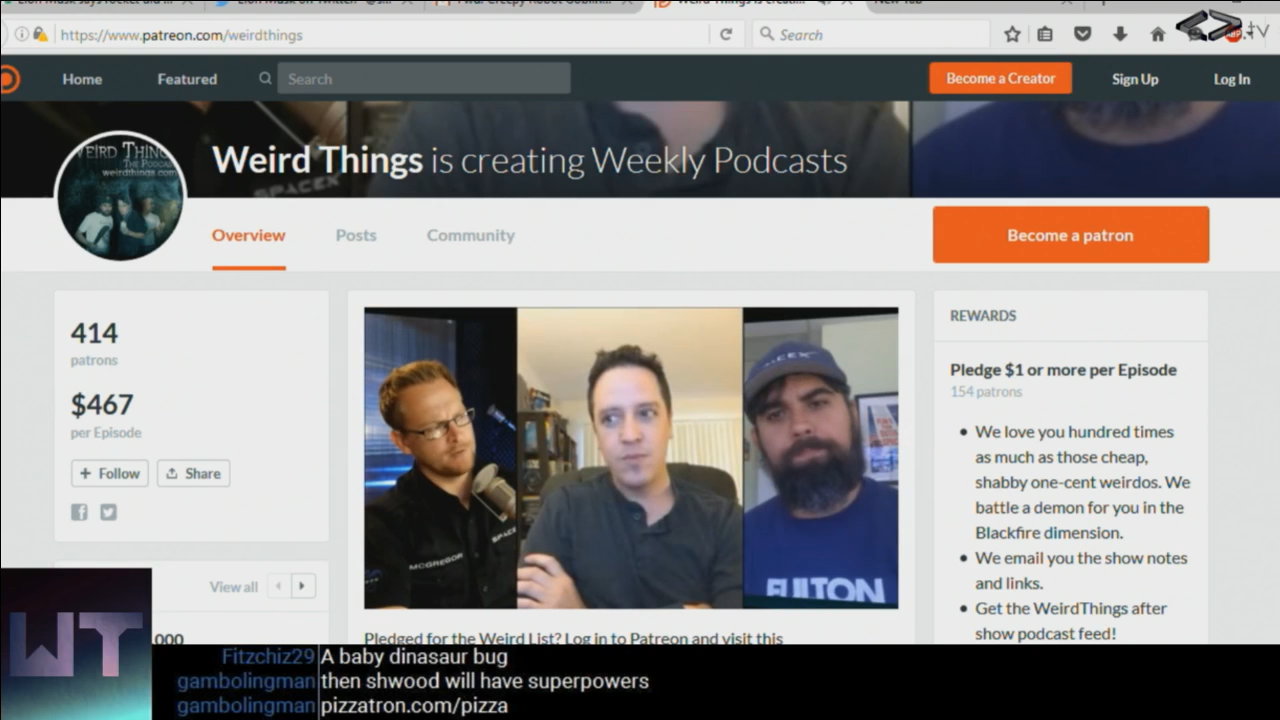 https://www.patreon.com/weirdthings
Search
Home
Featured
Search
Become a Creator
Sign Up
Log In
Weird Things is creating Weekly Podcasts
SPACEX
weirdthings.com
Overview
Posts
Community
Become a patron
414
patrons
$467
per Episode
+ Follow
Share
View all
MCGREGOR
FULTON
REWARDS
Pledge $1 or more per Episode
154 patrons
• We love you hundred times
as much as those cheap,
shabby one-cent weirdos. We
battle a demon for you in the
Blackfire dimension.
• We email you the show notes
and links.
• Get the WeirdThings after
show podcast feed!
Pledged for the Weird List? Log in to Patreon and visit this
WT
Fitzchiz29 A baby dinasaur bug
gambolingman then shwood will have superpowers
gambolingman pizzatron.com/pizza